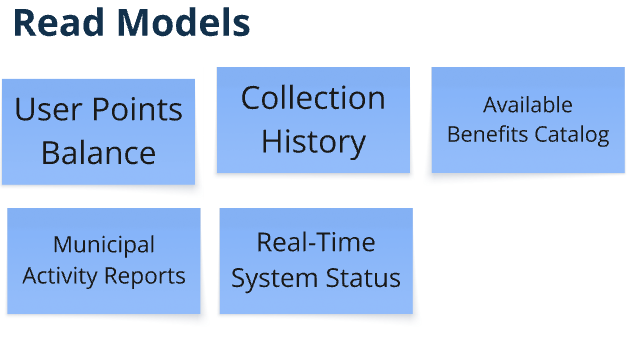 Read Models
User Points
Balance
Collection
History
Available
Benefits Catalog
Municipal
Activity Reports
Real-Time
System Status